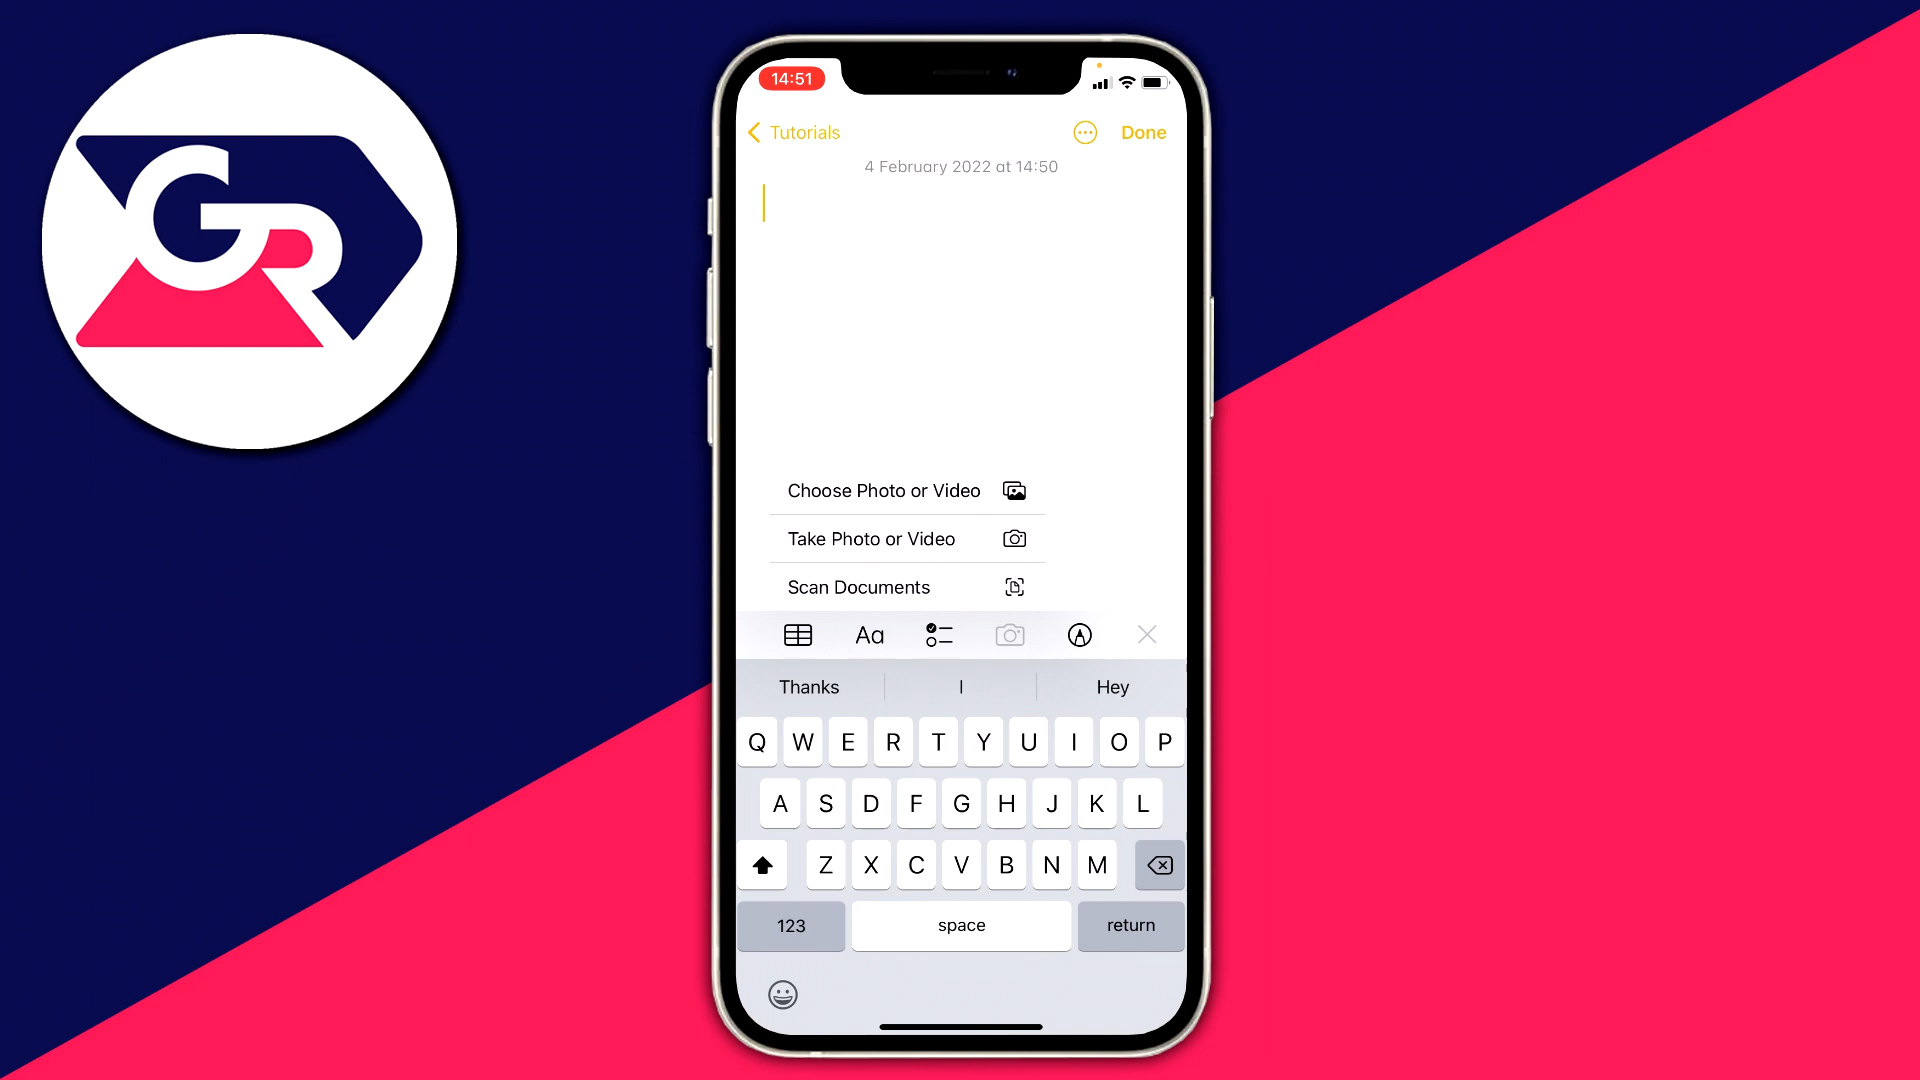 GR
14:51
Tutorials
Done
4 February 2022 at 14:50
Choose Photo or Video
Take Photo or Video
Scan Documents
Aa
Thanks
I
Hey
Q W E R T Y U I O P
A S D F G H J K L
Z X C V B N M
123
space
return